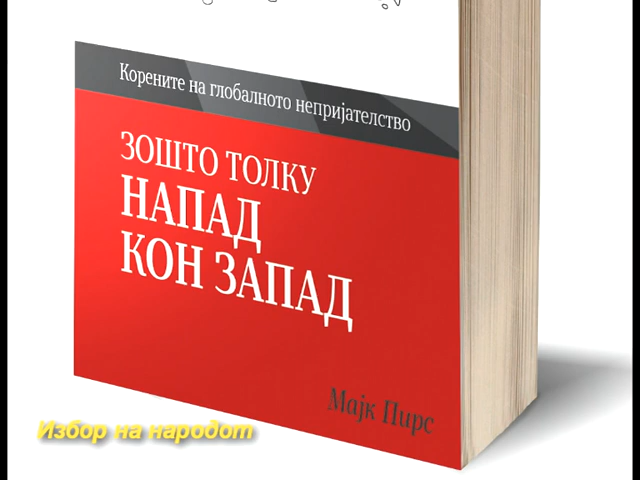 Корените на глобалното непријателство
ЗОШТО ТОЛКУ
НАПАД
КОН ЗАПАД
Мајк Пирс
Избор на народот